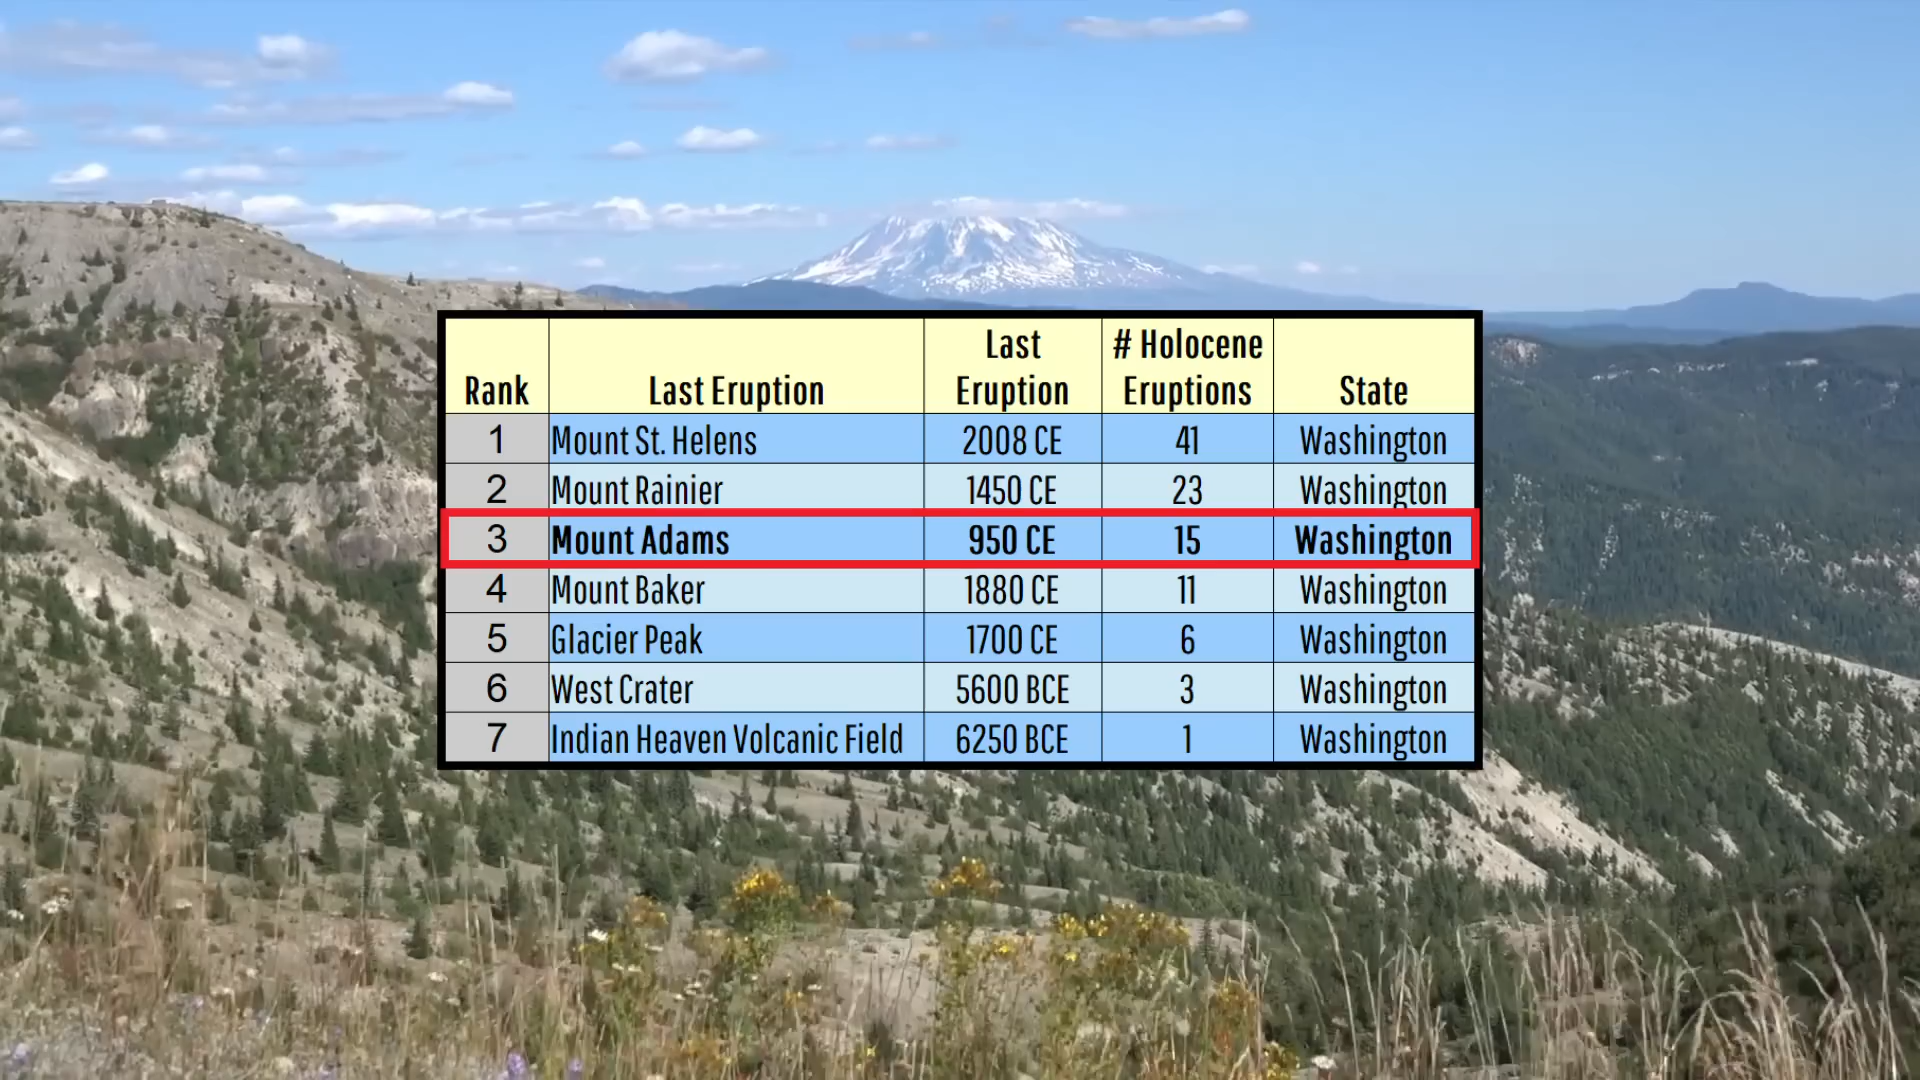 Rank Last Eruption Last Eruption # Holocene Eruptions State
1 Mount St. Helens 2008 CE 41 Washington
2 Mount Rainier 1450 CE 23 Washington
3 Mount Adams 950 CE 15 Washington
4 Mount Baker 1880 CE 11 Washington
5 Glacier Peak 1700 CE 6 Washington
6 West Crater 5600 BCE 3 Washington
7 Indian Heaven Volcanic Field 6250 BCE 1 Washington